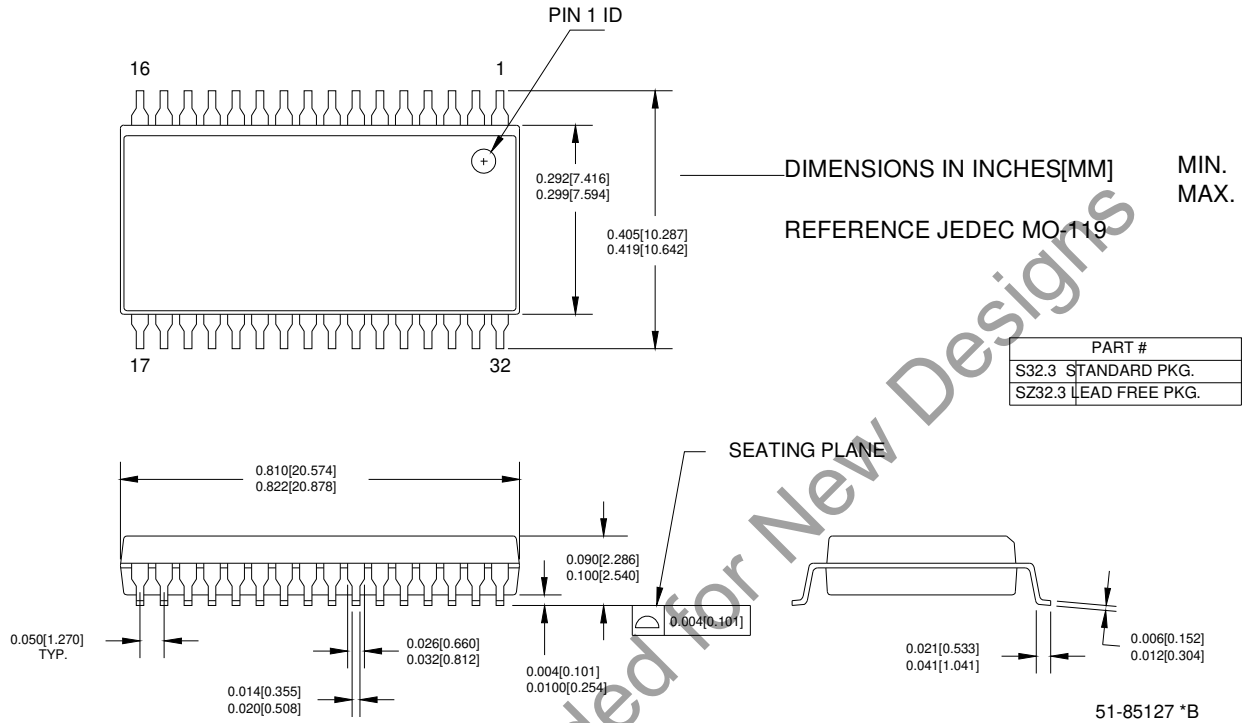 PIN 1 ID
16
1
0.292[7.416]
0.299[7.594]
0.405[10.287]
0.419[10.642]
DIMENSIONS IN INCHES[MM]
MIN.
MAX.
REFERENCE JEDEC MO-119
17
32
PART #
S32.3 STANDARD PKG.
SZ32.3 LEAD FREE PKG.
SEATING PLANE
0.810[20.574]
0.822[20.878]
0.090[2.286]
0.100[2.540]
0.004[0.101]
0.050[1.270]
TYP.
0.026[0.660]
0.032[0.812]
0.014[0.355]
0.020[0.508]
0.004[0.101]
0.0100[0.254]
0.021[0.533]
0.041[1.041]
0.006[0.152]
0.012[0.304]
51-85127 *B
ded for New Designs